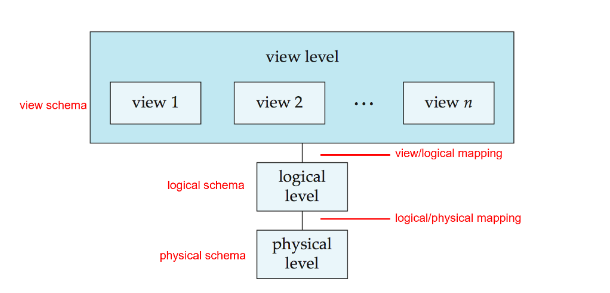 view level
view schema
view 1
view 2
...
view n
view/logical mapping
logical schema
logical
level
logical/physical mapping
physical schema
physical
level